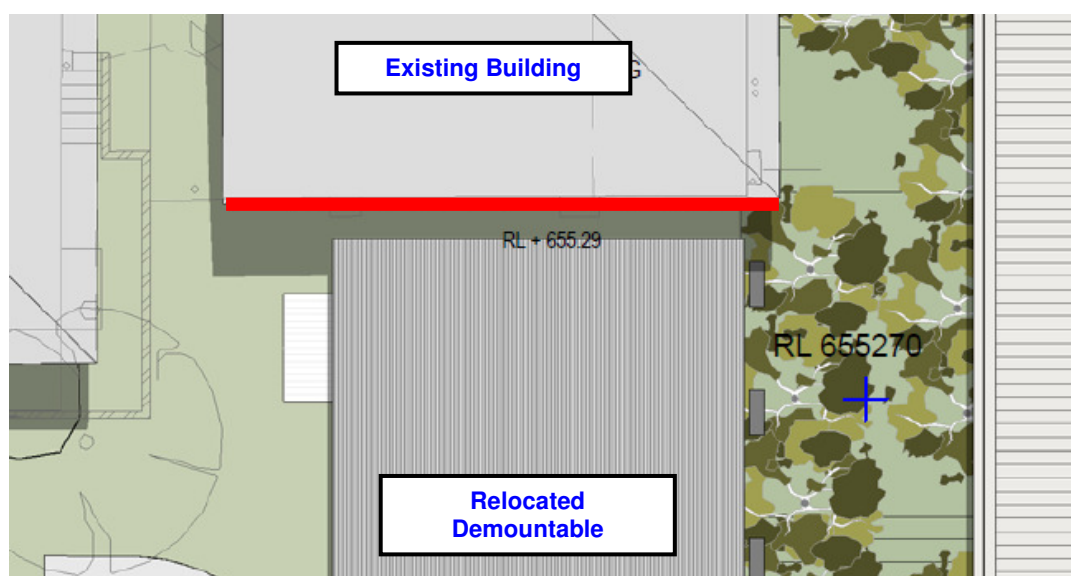 Existing Building
G
RL + 655.29
RL 655270
Relocated
Demountable